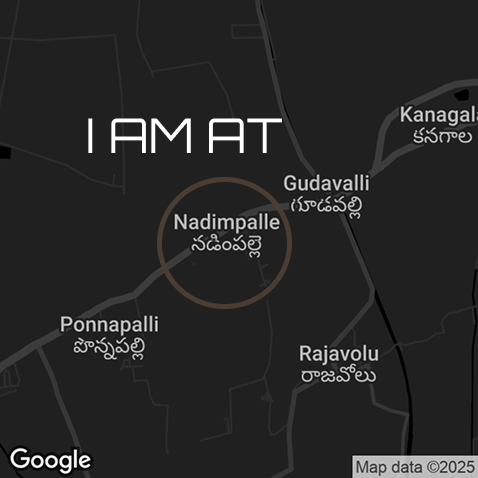 Kanagala
కనగాల
I AM AT
Gudavalli
గూడవల్లి
Nadimpalle
నడింపల్లె
Ponnapalli
పొన్నపల్లి
Rajavolu
రాజవోలు
Google
Map data ©2025